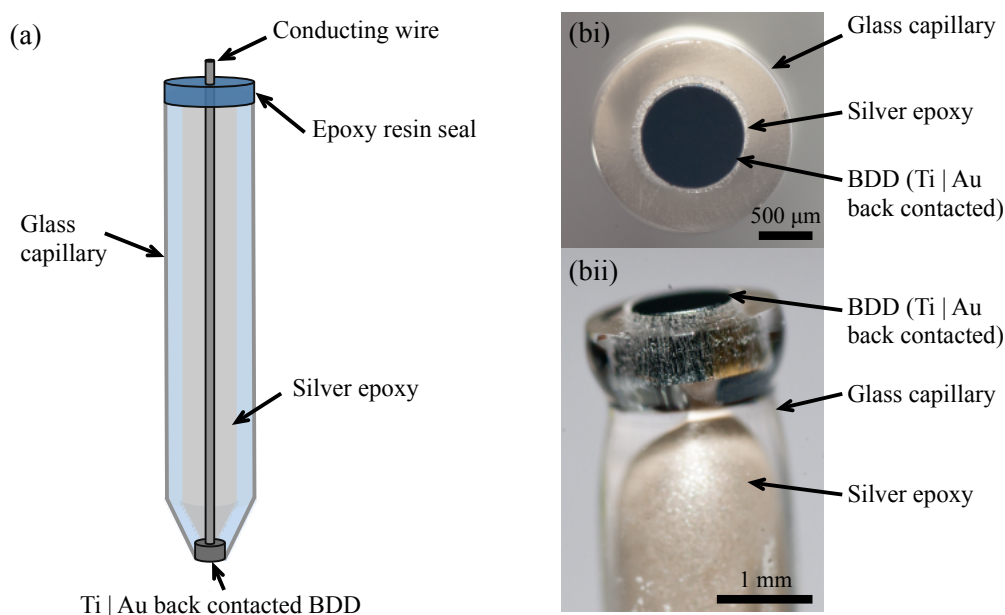 (a)
Conducting wire
Epoxy resin seal
Glass
capillary
Silver epoxy
Ti | Au back contacted BDD
(bi)
Glass capillary
Silver epoxy
BDD (Ti | Au
back contacted)
500 μm
(bii)
BDD (Ti | Au
back contacted)
Glass capillary
Silver epoxy
1 mm